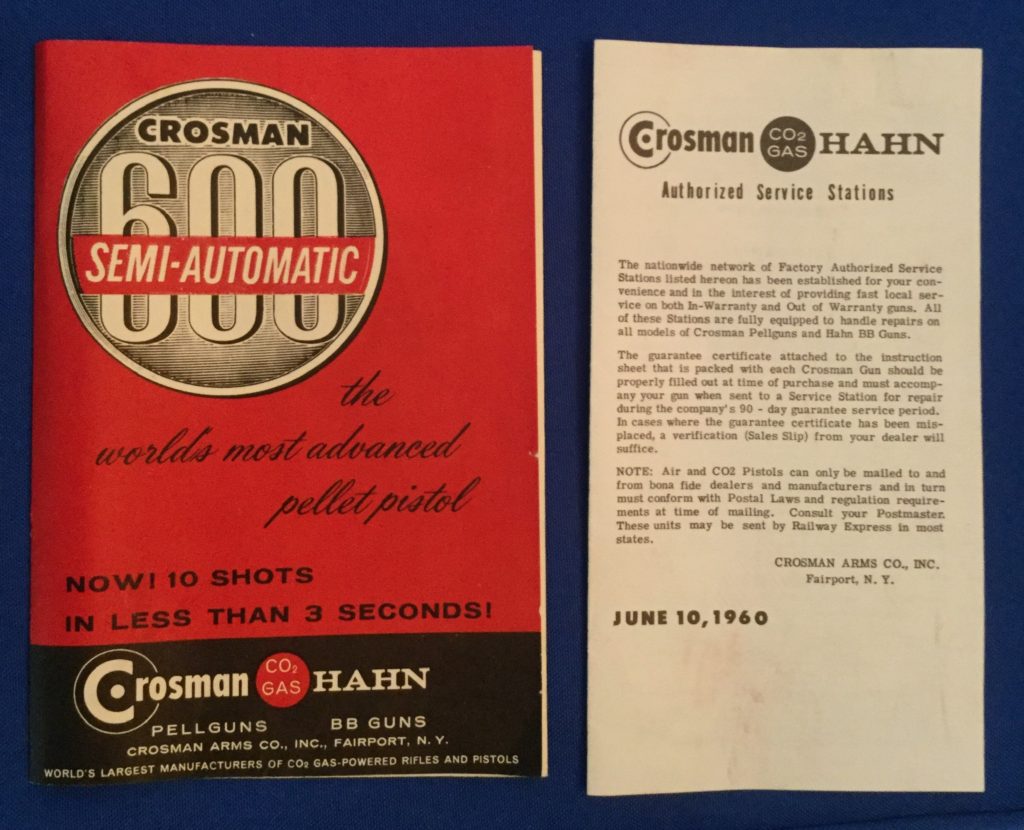 CROSMAN
600
SEMI-AUTOMATIC
the
world's most advanced
pellet pistol
NOW! 10 SHOTS
IN LESS THAN 3 SECONDS!
Crosman CO2 GAS HAHN
PELLGUNS BB GUNS
CROSMAN ARMS CO., INC., FAIRPORT, N. Y.
WORLD'S LARGEST MANUFACTURERS OF CO2 GAS-POWERED RIFLES AND PISTOLS
Crosman CO2 GAS HAHN
Authorized Service Stations
The nationwide network of Factory Authorized Service
Stations listed hereon has been established for your con-
venience and in the interest of providing fast local ser-
vice on both In-Warranty and Out of Warranty guns. All
of these Stations are fully equipped to handle repairs on
all models of Crosman Pellguns and Hahn BB Guns.
The guarantee certificate attached to the instruction
sheet that is packed with each Crosman Gun should be
properly filled out at time of purchase and must accomp-
any your gun when sent to a Service Station for repair
during the company's 90 - day guarantee service period.
In cases where the guarantee certificate has been mis-
placed, a verification (Sales Slip) from your dealer will
suffice.
NOTE: Air and CO2 Pistols can only be mailed to and
from bona fide dealers and manufacturers and in turn
must conform with Postal Laws and regulation require-
ments at time of mailing. Consult your Postmaster.
These units may be sent by Railway Express in most
states.
CROSMAN ARMS CO., INC.
Fairport, N. Y.
JUNE 10, 1960